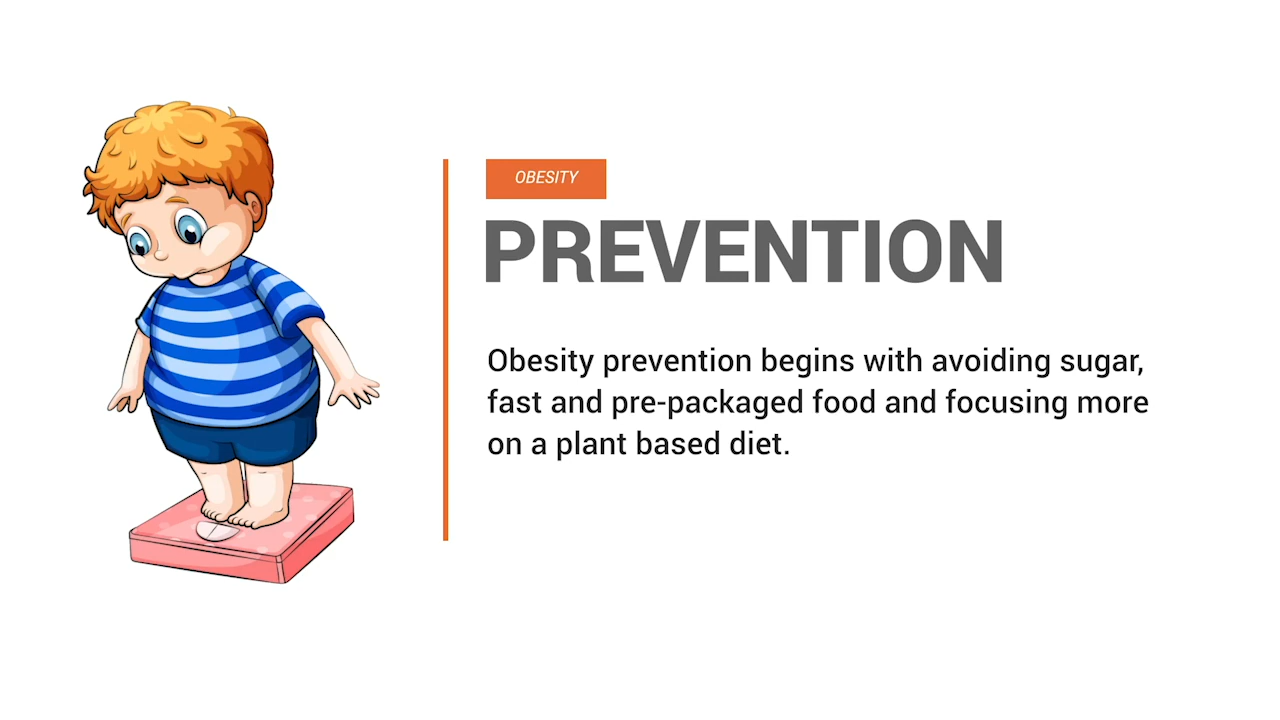 OBESITY
PREVENTION
Obesity prevention begins with avoiding sugar,
fast and pre-packaged food and focusing more
on a plant based diet.